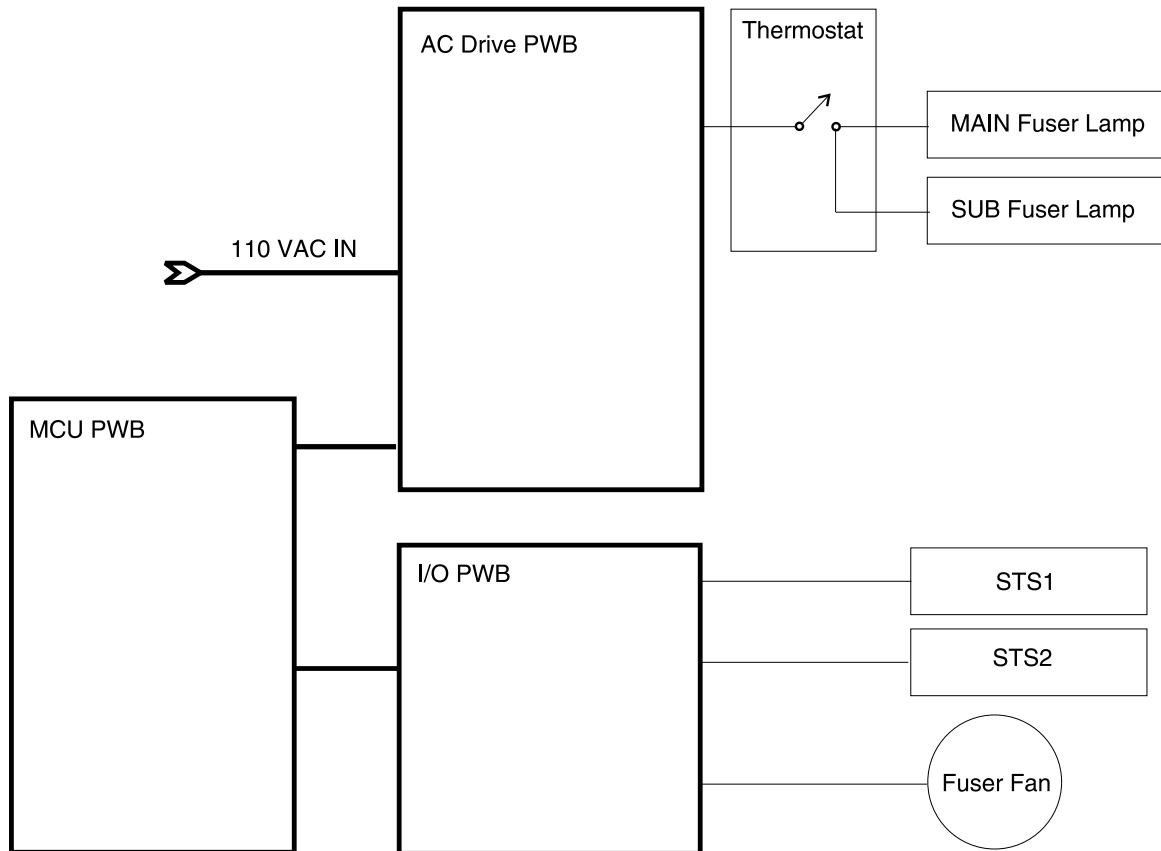 AC Drive PWB
Thermostat
MAIN Fuser Lamp
SUB Fuser Lamp
110 VAC IN
MCU PWB
I/O PWB
STS1
STS2
Fuser Fan